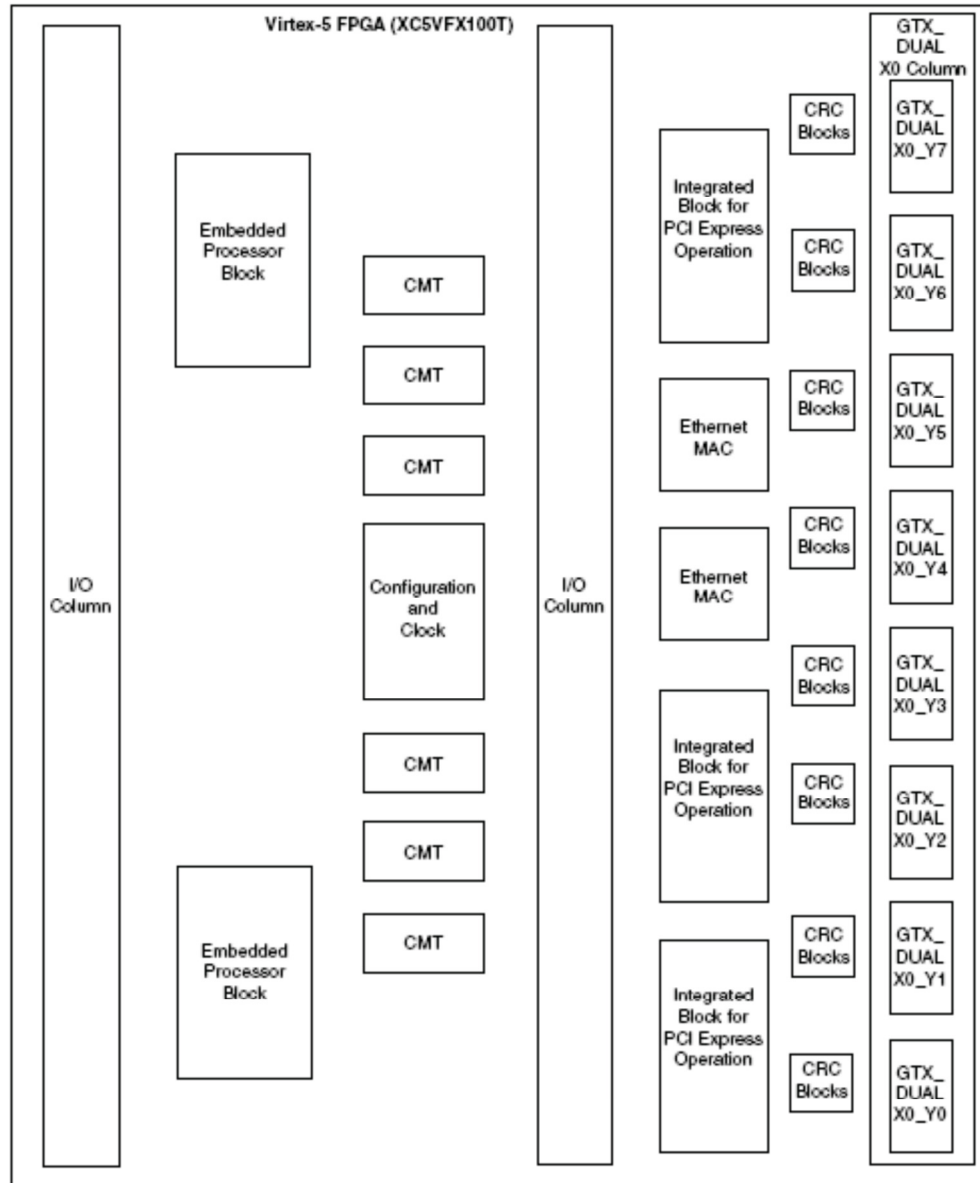 Virtex-5 FPGA (XC5VFX100T)
I/O
Column
Embedded
Processor
Block
Embedded
Processor
Block
CMT
CMT
CMT
Configuration
and
Clock
CMT
CMT
CMT
I/O
Column
Integrated
Block for
PCI Express
Operation
Ethernet
MAC
Ethernet
MAC
Integrated
Block for
PCI Express
Operation
Integrated
Block for
PCI Express
Operation
CRC
Blocks
CRC
Blocks
CRC
Blocks
CRC
Blocks
CRC
Blocks
CRC
Blocks
CRC
Blocks
CRC
Blocks
GTX_
DUAL
X0 Column
GTX_
DUAL
X0_Y7
GTX_
DUAL
X0_Y6
GTX_
DUAL
X0_Y5
GTX_
DUAL
X0_Y4
GTX_
DUAL
X0_Y3
GTX_
DUAL
X0_Y2
GTX_
DUAL
X0_Y1
GTX_
DUAL
X0_Y0